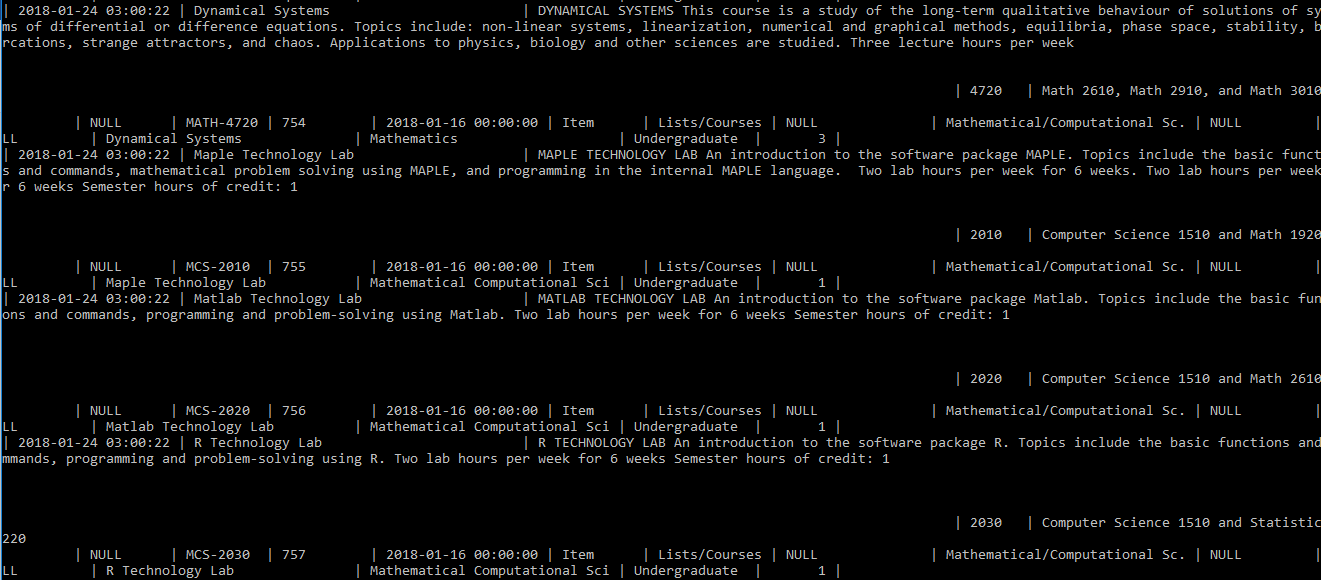 | 2018-01-24 03:00:22 | Dynamical Systems | DYNAMICAL SYSTEMS This course is a study of the long-term qualitative behaviour of solutions of sy
ms of differential or difference equations. Topics include: non-linear systems, linearization, numerical and graphical methods, equilibria, phase space, stability, b
rcations, strange attractors, and chaos. Applications to physics, biology and other sciences are studied. Three lecture hours per week
| 4720 | Math 2610, Math 2910, and Math 3010
| NULL | MATH-4720 | 754 | 2018-01-16 00:00:00 | Item | Lists/Courses | NULL | Mathematical/Computational Sc. | NULL |
LL | Dynamical Systems | Mathematics | Undergraduate | 3 |
| 2018-01-24 03:00:22 | Maple Technology Lab | MAPLE TECHNOLOGY LAB An introduction to the software package MAPLE. Topics include the basic funct
s and commands, mathematical problem solving using MAPLE, and programming in the internal MAPLE language.  Two lab hours per week for 6 weeks. Two lab hours per week
r 6 weeks Semester hours of credit: 1
| 2010 | Computer Science 1510 and Math 1920
| NULL | MCS-2010 | 755 | 2018-01-16 00:00:00 | Item | Lists/Courses | NULL | Mathematical/Computational Sc. | NULL |
LL | Maple Technology Lab | Mathematical Computational Sci | Undergraduate | 1 |
| 2018-01-24 03:00:22 | Matlab Technology Lab | MATLAB TECHNOLOGY LAB An introduction to the software package Matlab. Topics include the basic fun
ons and commands, programming and problem-solving using Matlab. Two lab hours per week for 6 weeks Semester hours of credit: 1
| 2020 | Computer Science 1510 and Math 2610
| NULL | MCS-2020 | 756 | 2018-01-16 00:00:00 | Item | Lists/Courses | NULL | Mathematical/Computational Sc. | NULL |
LL | Matlab Technology Lab | Mathematical Computational Sci | Undergraduate | 1 |
| 2018-01-24 03:00:22 | R Technology Lab | R TECHNOLOGY LAB An introduction to the software package R. Topics include the basic functions and
mmands, programming and problem-solving using R. Two lab hours per week for 6 weeks Semester hours of credit: 1
| 2030 | Computer Science 1510 and Statistic
220
| NULL | MCS-2030 | 757 | 2018-01-16 00:00:00 | Item | Lists/Courses | NULL | Mathematical/Computational Sc. | NULL |
LL | R Technology Lab | Mathematical Computational Sci | Undergraduate | 1 |